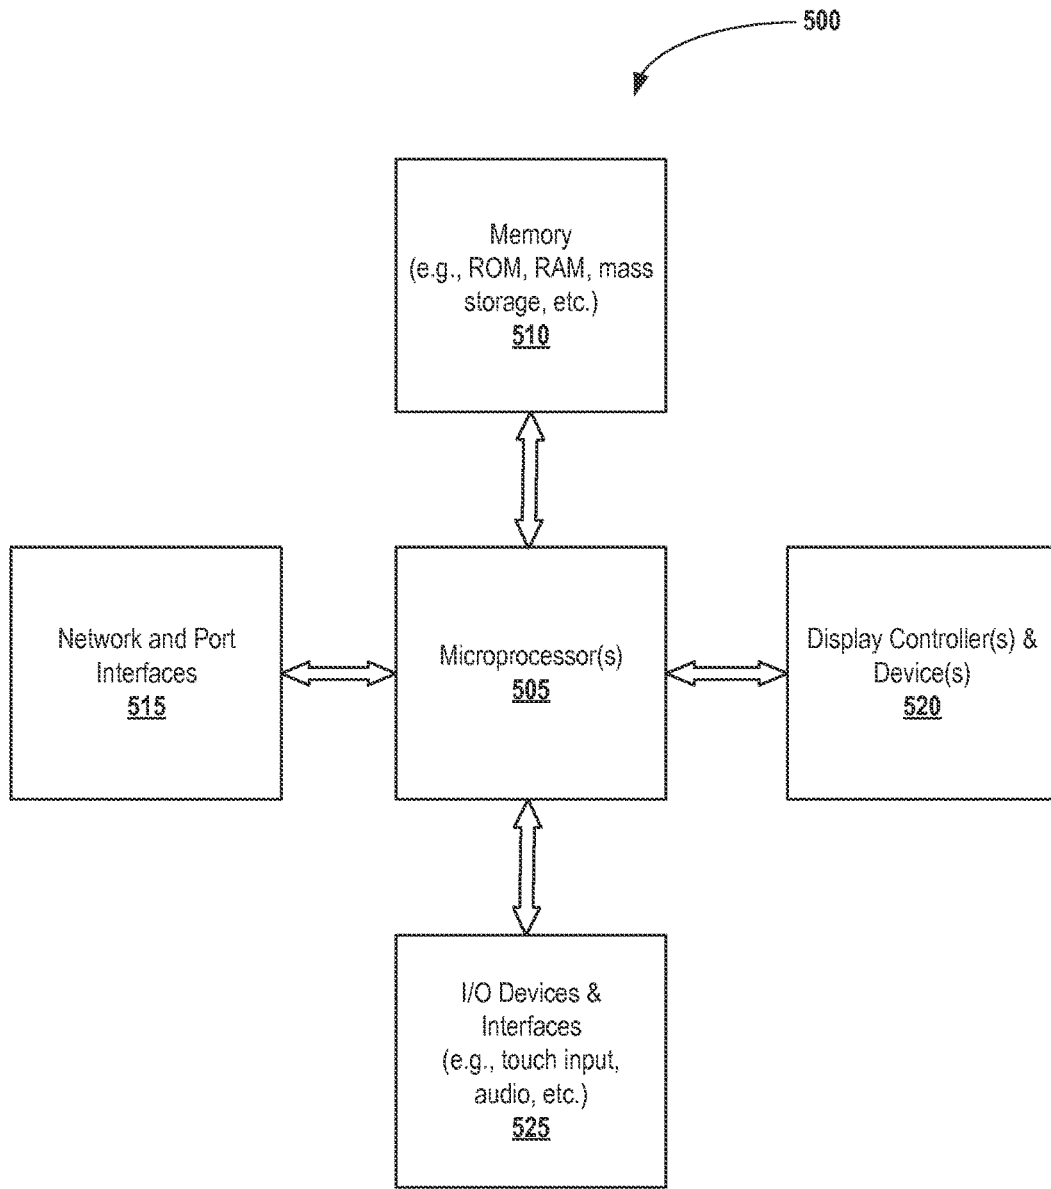 500
Memory
(e.g., ROM, RAM, mass
storage, etc.)
510
Network and Port
Interfaces
515
Microprocessor(s)
505
Display Controller(s) &
Device(s)
520
I/O Devices &
Interfaces
(e.g., touch input,
audio, etc.)
525